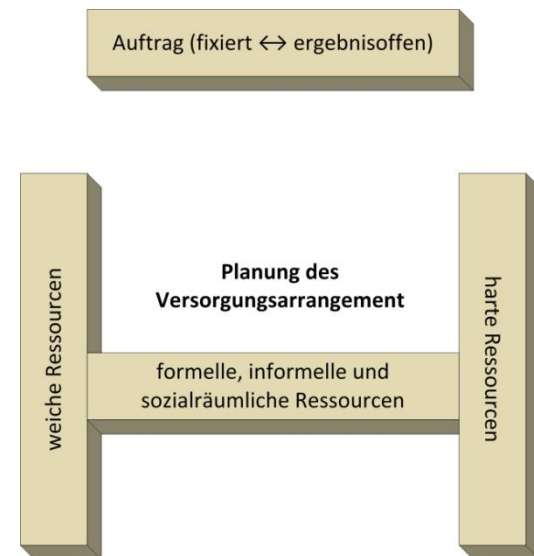 Auftrag (fixiert ↔ ergebnisoffen)
weiche Ressourcen
Planung des
Versorgungsarrangement
formelle, informelle und
sozialräumliche Ressourcen
harte Ressourcen